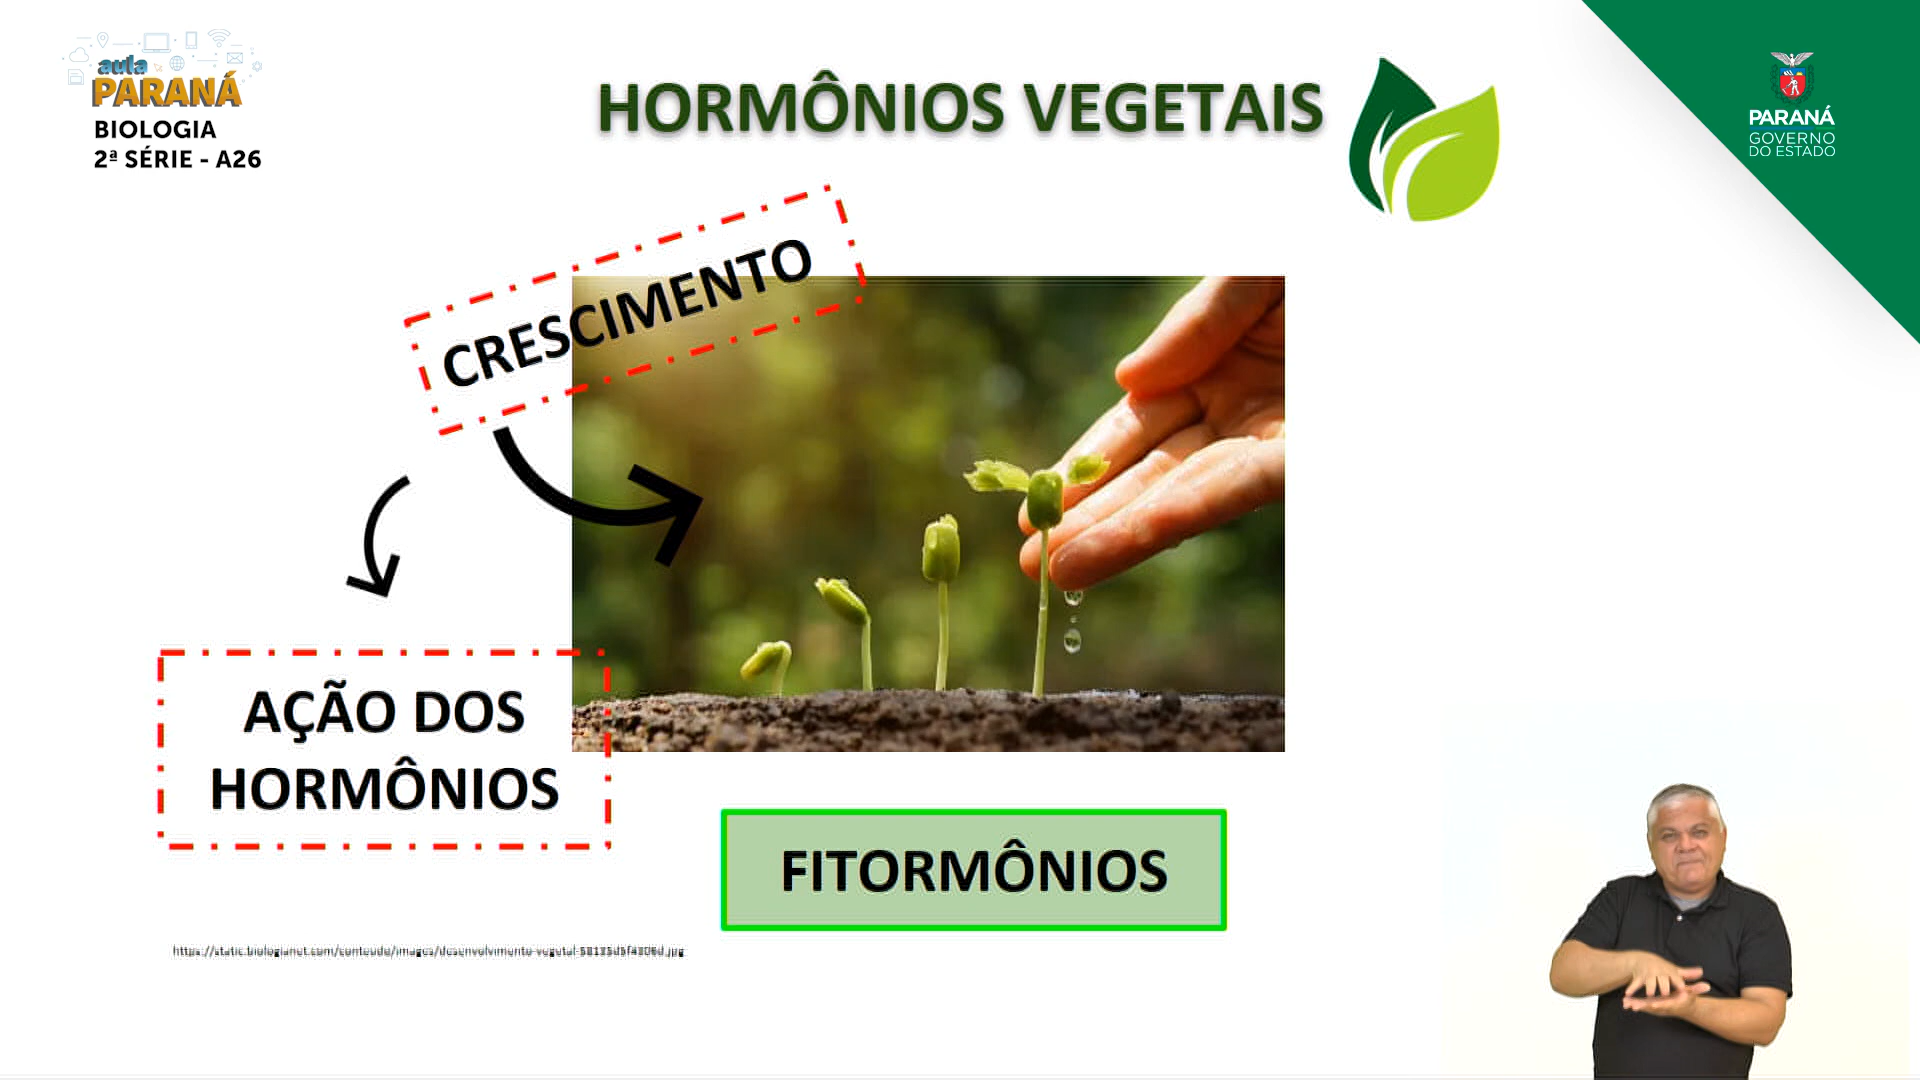 aula
PARANÁ
BIOLOGIA
2ª SÉRIE - A26
HORMÔNIOS VEGETAIS
PARANÁ
GOVERNO
DO ESTADO
CRESCIMENTO
AÇÃO DOS
HORMÔNIOS
FITORMÔNIOS